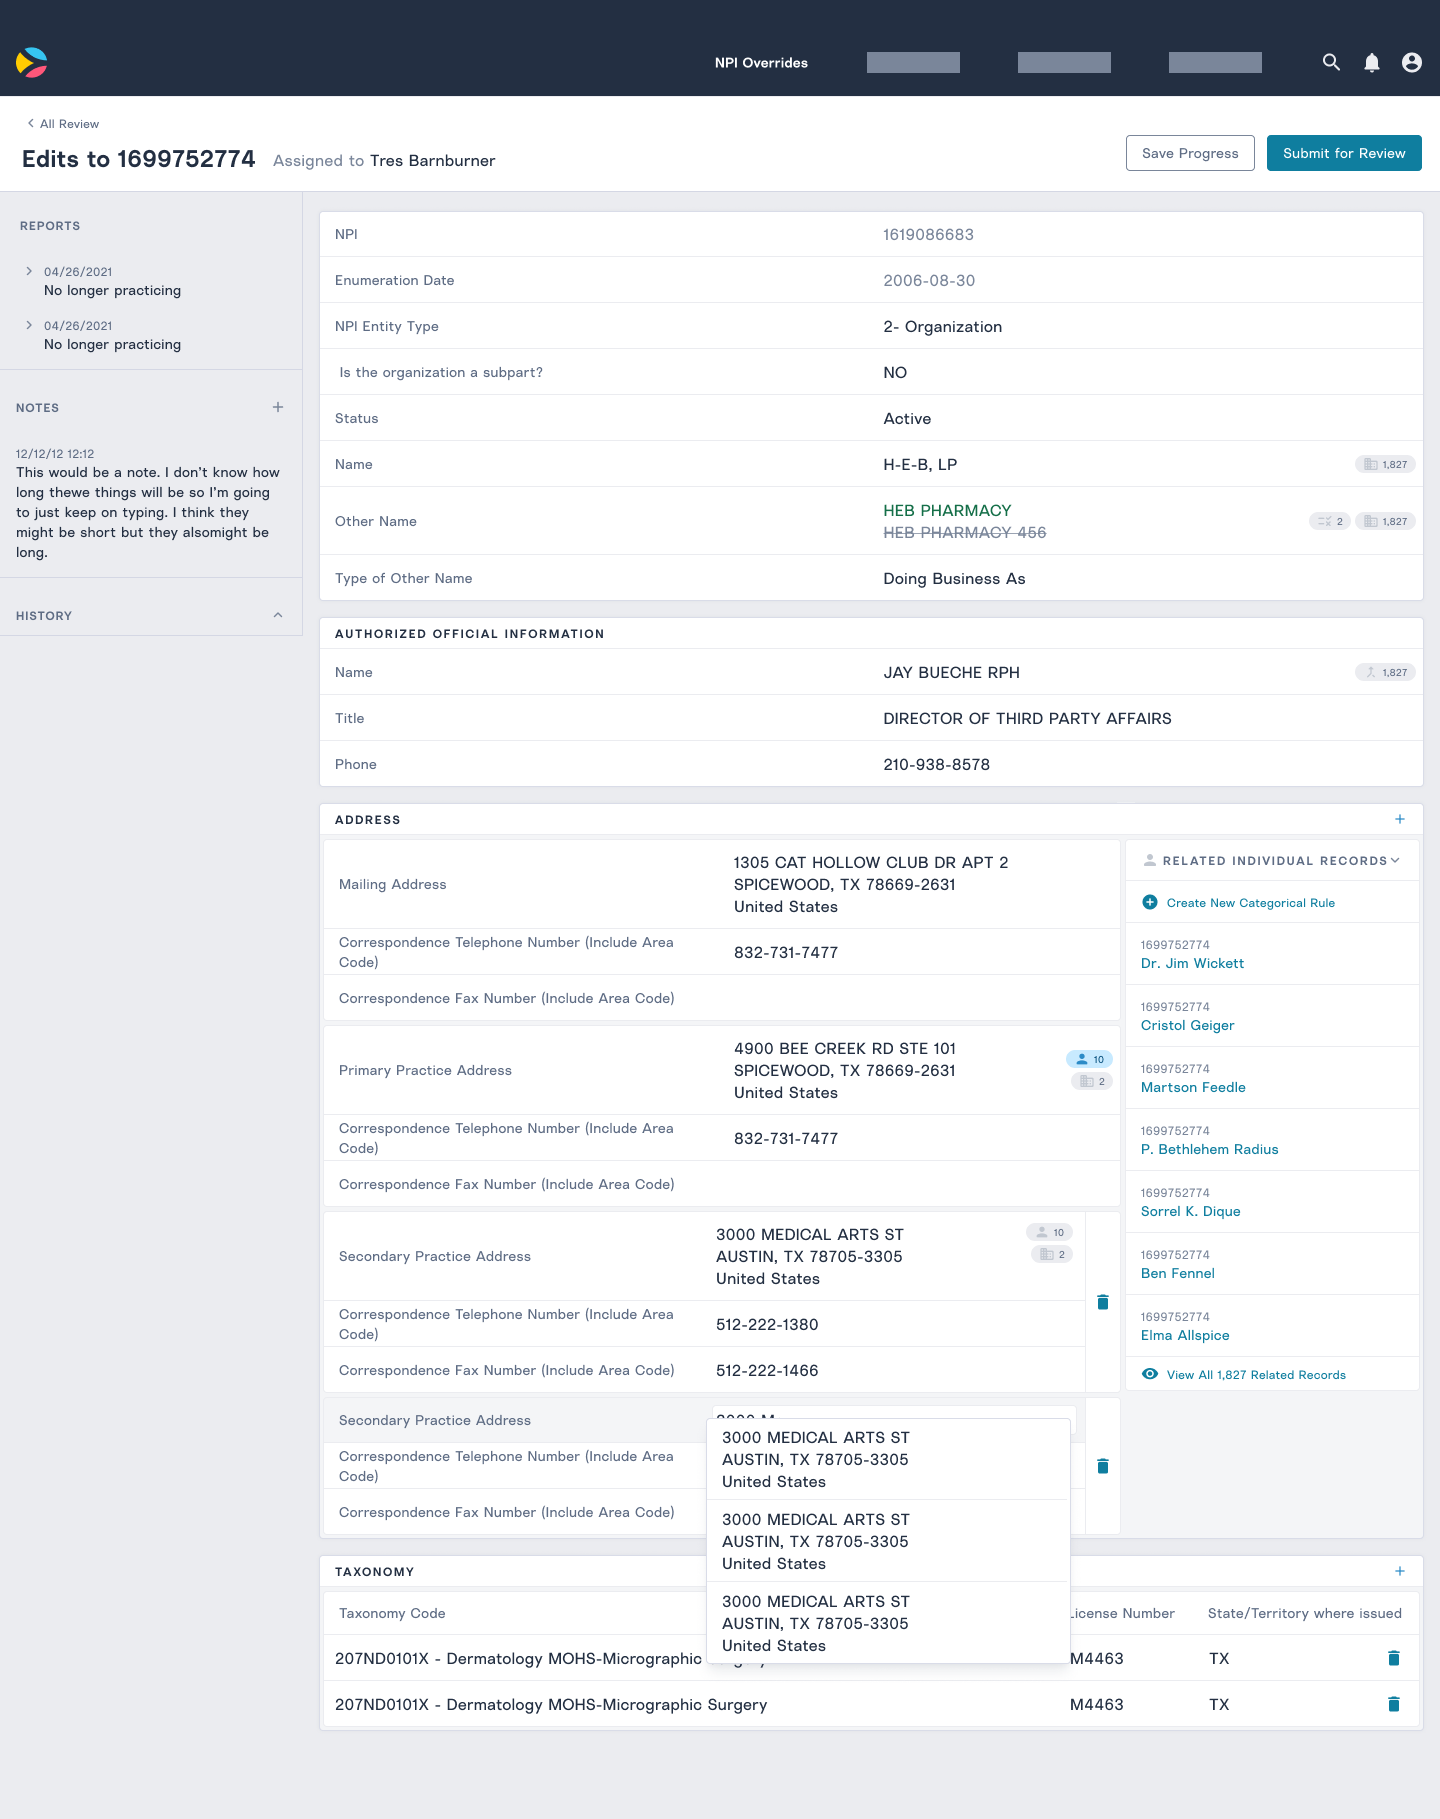 NPI Overrides
All Review
Edits to 1699752774 Assigned to Tres Barnburner
Save Progress
Submit for Review
REPORTS
04/26/2021
No longer practicing
04/26/2021
No longer practicing
NOTES
12/12/12 12:12
This would be a note. I don't know how
long thewe things will be so I'm going
to just keep on typing. I think they
might be short but they alsomight be
long.
HISTORY
NPI 1619086683
Enumeration Date 2006-08-30
NPI Entity Type 2- Organization
Is the organization a subpart? NO
Status Active
Name H-E-B, LP 1,827
Other Name
HEB PHARMACY
HEB PHARMACY 456
2 1,827
Type of Other Name Doing Business As
AUTHORIZED OFFICIAL INFORMATION
Name JAY BUECHE RPH 1,827
Title DIRECTOR OF THIRD PARTY AFFAIRS
Phone 210-938-8578
ADDRESS
Mailing Address
1305 CAT HOLLOW CLUB DR APT 2
SPICEWOOD, TX 78669-2631
United States
Correspondence Telephone Number (Include Area
Code)
832-731-7477
Correspondence Fax Number (Include Area Code)
Primary Practice Address
4900 BEE CREEK RD STE 101
SPICEWOOD, TX 78669-2631
United States
10
2
Correspondence Telephone Number (Include Area
Code)
832-731-7477
Correspondence Fax Number (Include Area Code)
Secondary Practice Address
3000 MEDICAL ARTS ST
AUSTIN, TX 78705-3305
United States
10
2
Correspondence Telephone Number (Include Area
Code)
512-222-1380
Correspondence Fax Number (Include Area Code) 512-222-1466
Secondary Practice Address
Correspondence Telephone Number (Include Area
Code)
Correspondence Fax Number (Include Area Code)
3000 MEDICAL ARTS ST
AUSTIN, TX 78705-3305
United States
3000 MEDICAL ARTS ST
AUSTIN, TX 78705-3305
United States
3000 MEDICAL ARTS ST
AUSTIN, TX 78705-3305
United States
RELATED INDIVIDUAL RECORDS
Create New Categorical Rule
1699752774
Dr. Jim Wickett
1699752774
Cristol Geiger
1699752774
Martson Feedle
1699752774
P. Bethlehem Radius
1699752774
Sorrel K. Dique
1699752774
Ben Fennel
1699752774
Elma Allspice
View All 1,827 Related Records
TAXONOMY
Taxonomy Code License Number State/Territory where issued
207ND0101X - Dermatology MOHS-Micrographic M4463 TX
207ND0101X - Dermatology MOHS-Micrographic Surgery M4463 TX